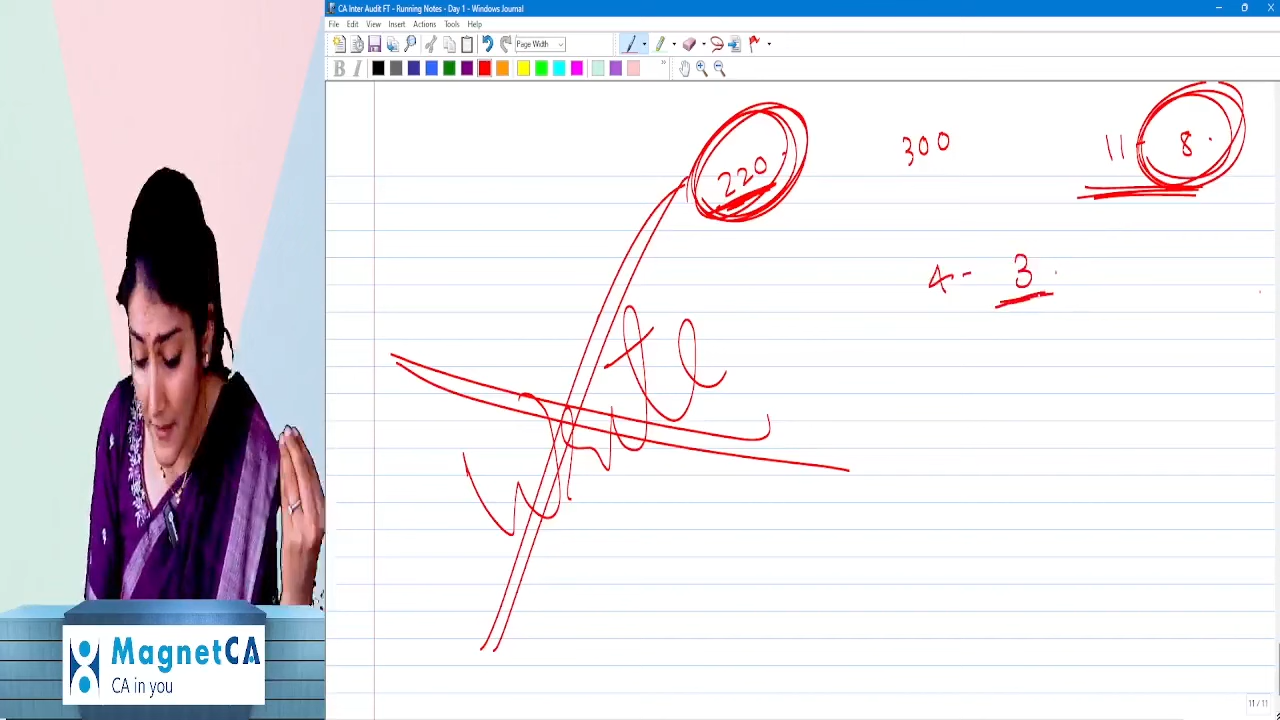 CA Inter Audit FT - Running Notes - Day 1 - Windows Journal
File Edit View Insert Actions Tools Help
Page Width
B I
220 300 11 - 8.
4 - 3.
write
MagnetCA
CA in you
11 / 11